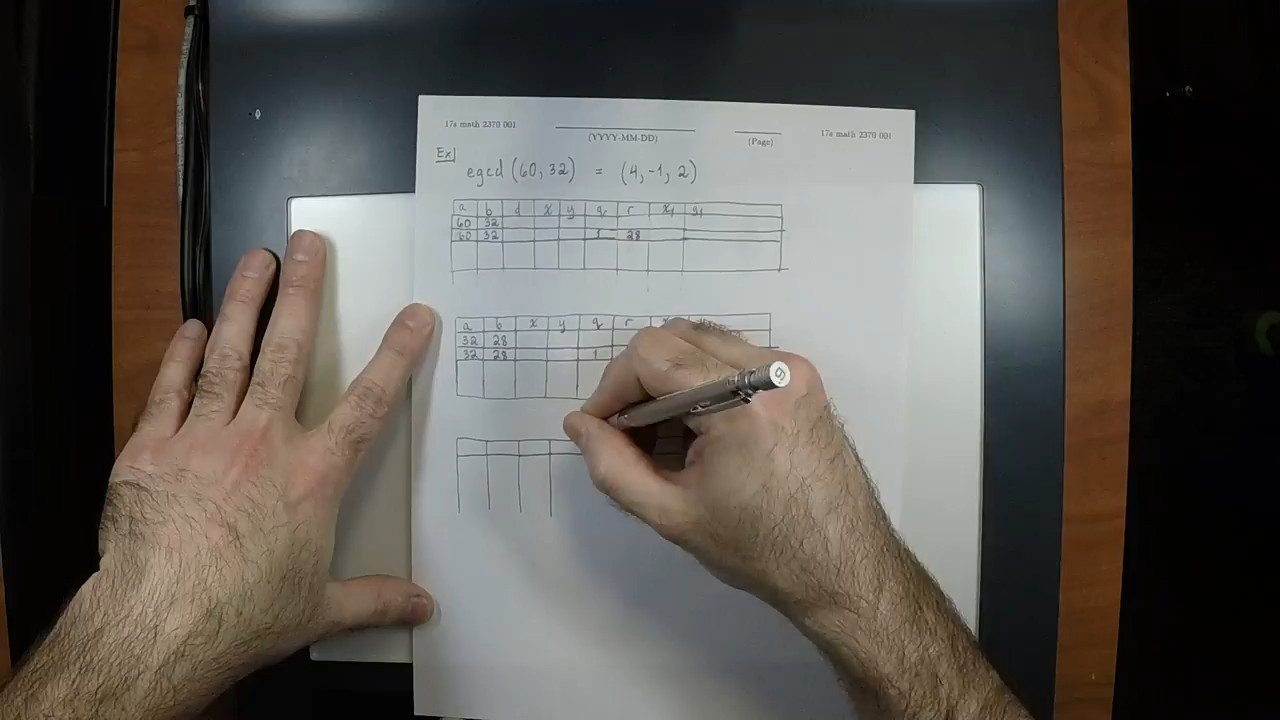 17s math 2370 001 (YYYY-MM-DD) (Page) 17s math 2370 001
Ex
egcd (60, 32) = (4, -1, 2)
a b d x y q r x₁ y₁
60 32
60 32 1 28
a b x y q r
32 28
32 28 1